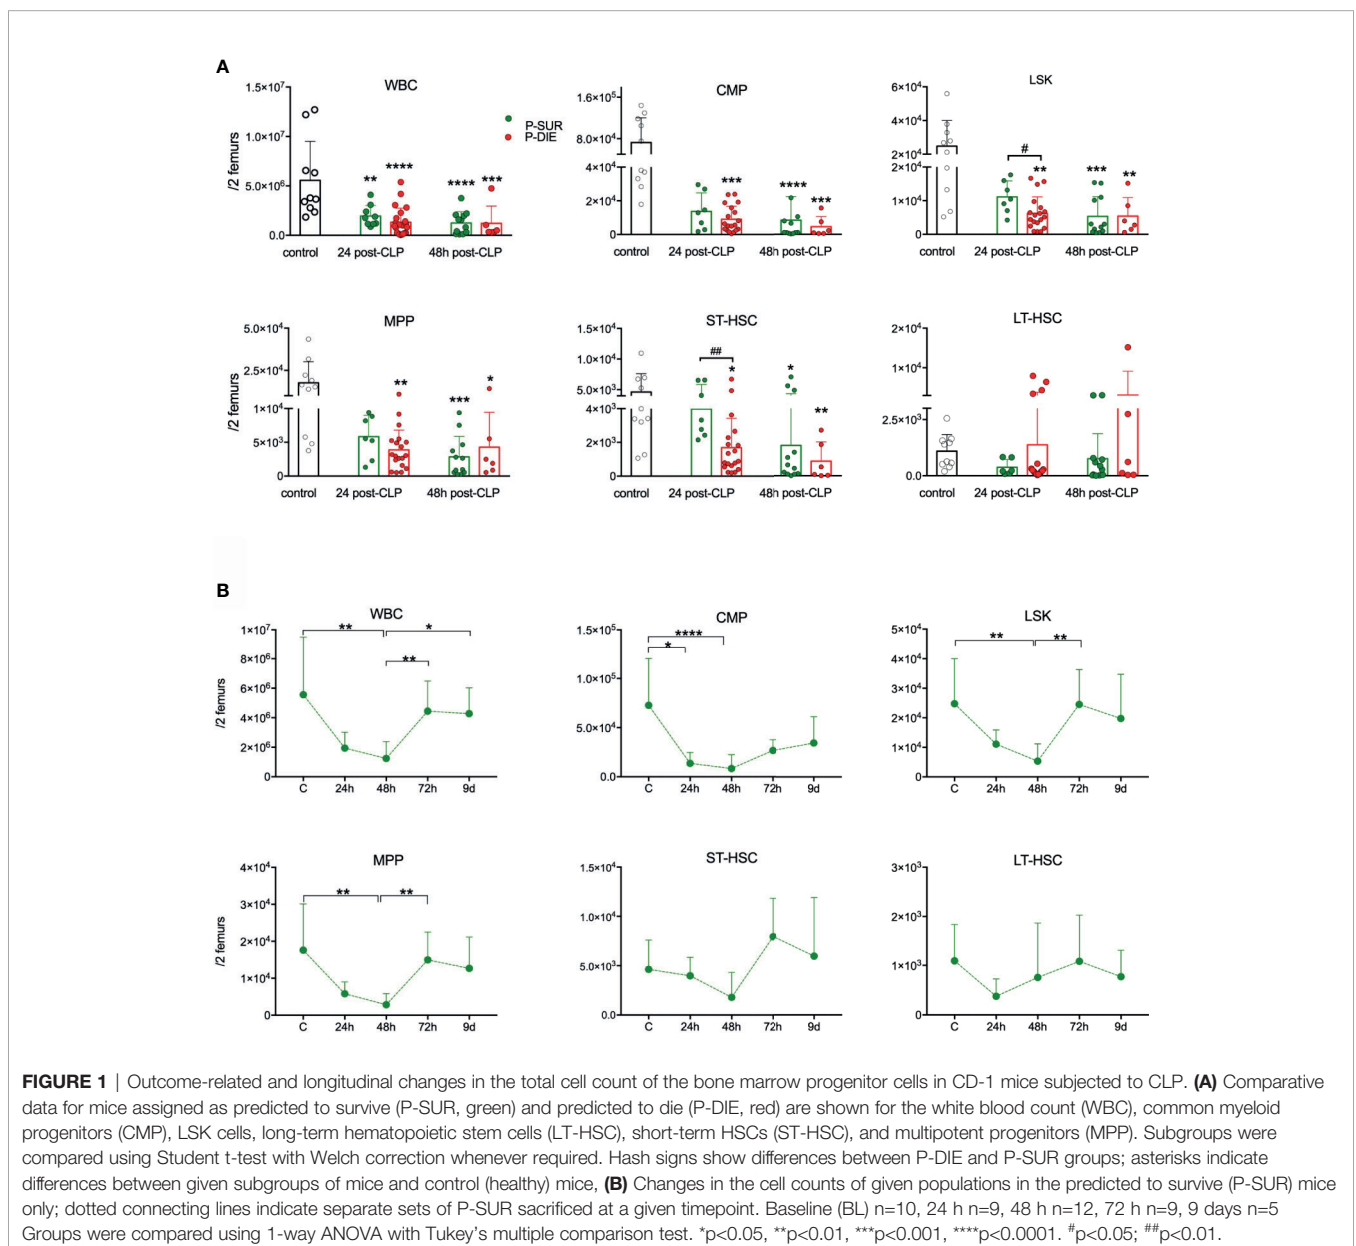 A
WBC
1.5×10⁷
1.0×10⁷
5.0×10⁶
0.0
/2 femurs
P-SUR
P-DIE
**
****
****
***
control
24 post-CLP
48h post-CLP
CMP
1.6×10⁵
8.0×10⁴
4×10⁴
2×10⁴
0
***
****
***
control
24 post-CLP
48h post-CLP
LSK
6×10⁴
4×10⁴
2×10⁴
2×10⁴
1×10⁴
0
#
**
***
**
control
24 post-CLP
48h post-CLP
MPP
5.0×10⁴
2.5×10⁴
1×10⁴
5×10³
0
/2 femurs
**
***
*
control
24 post-CLP
48h post-CLP
ST-HSC
1.5×10⁴
1.0×10⁴
5.0×10³
4×10³
2×10³
0
##
*
*
**
control
24 post-CLP
48h post-CLP
LT-HSC
2×10⁴
1×10⁴
2.5×10³
0.0
control
24 post-CLP
48h post-CLP
B
WBC
1×10⁷
8×10⁶
6×10⁶
4×10⁶
2×10⁶
0
/2 femurs
**
*
**
C 24h 48h 72h 9d
CMP
1.5×10⁵
1.0×10⁵
5.0×10⁴
0.0
****
*
C 24h 48h 72h 9d
LSK
5×10⁴
4×10⁴
3×10⁴
2×10⁴
1×10⁴
0
**
**
C 24h 48h 72h 9d
MPP
4×10⁴
3×10⁴
2×10⁴
1×10⁴
0
/2 femurs
**
**
C 24h 48h 72h 9d
ST-HSC
1.5×10⁴
1.0×10⁴
5.0×10³
0.0
C 24h 48h 72h 9d
LT-HSC
3×10³
2×10³
1×10³
0
C 24h 48h 72h 9d
FIGURE 1 | Outcome-related and longitudinal changes in the total cell count of the bone marrow progenitor cells in CD-1 mice subjected to CLP. (A) Comparative
data for mice assigned as predicted to survive (P-SUR, green) and predicted to die (P-DIE, red) are shown for the white blood count (WBC), common myeloid
progenitors (CMP), LSK cells, long-term hematopoietic stem cells (LT-HSC), short-term HSCs (ST-HSC), and multipotent progenitors (MPP). Subgroups were
compared using Student t-test with Welch correction whenever required. Hash signs show differences between P-DIE and P-SUR groups; asterisks indicate
differences between given subgroups of mice and control (healthy) mice, (B) Changes in the cell counts of given populations in the predicted to survive (P-SUR) mice
only; dotted connecting lines indicate separate sets of P-SUR sacrificed at a given timepoint. Baseline (BL) n=10, 24 h n=9, 48 h n=12, 72 h n=9, 9 days n=5
Groups were compared using 1-way ANOVA with Tukey's multiple comparison test. *p<0.05, **p<0.01, ***p<0.001, ****p<0.0001. #p<0.05; ##p<0.01.